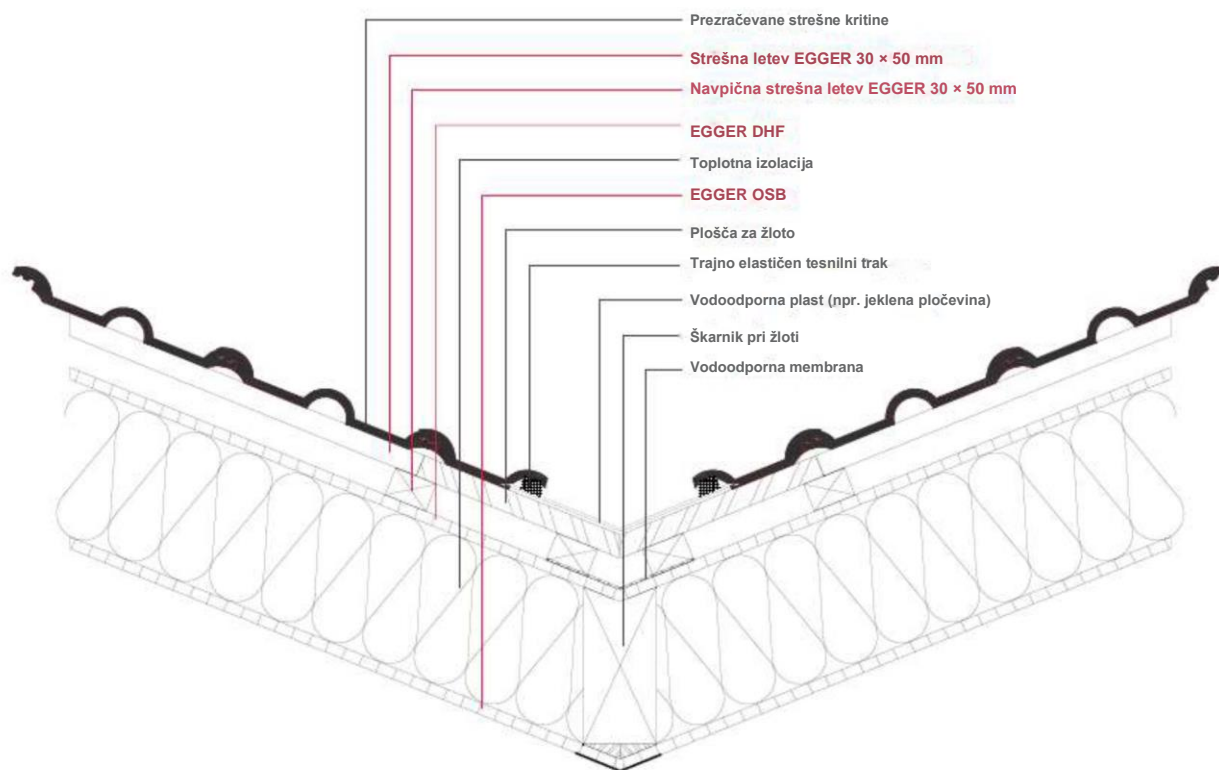 Prezračevane strešne kritine
Strešna letev EGGER 30 × 50 mm
Navpična strešna letev EGGER 30 × 50 mm
EGGER DHF
Toplotna izolacija
EGGER OSB
Plošča za žloto
Trajno elastičen tesnilni trak
Vodoodporna plast (npr. jeklena pločevina)
Škarnik pri žloti
Vodoodporna membrana